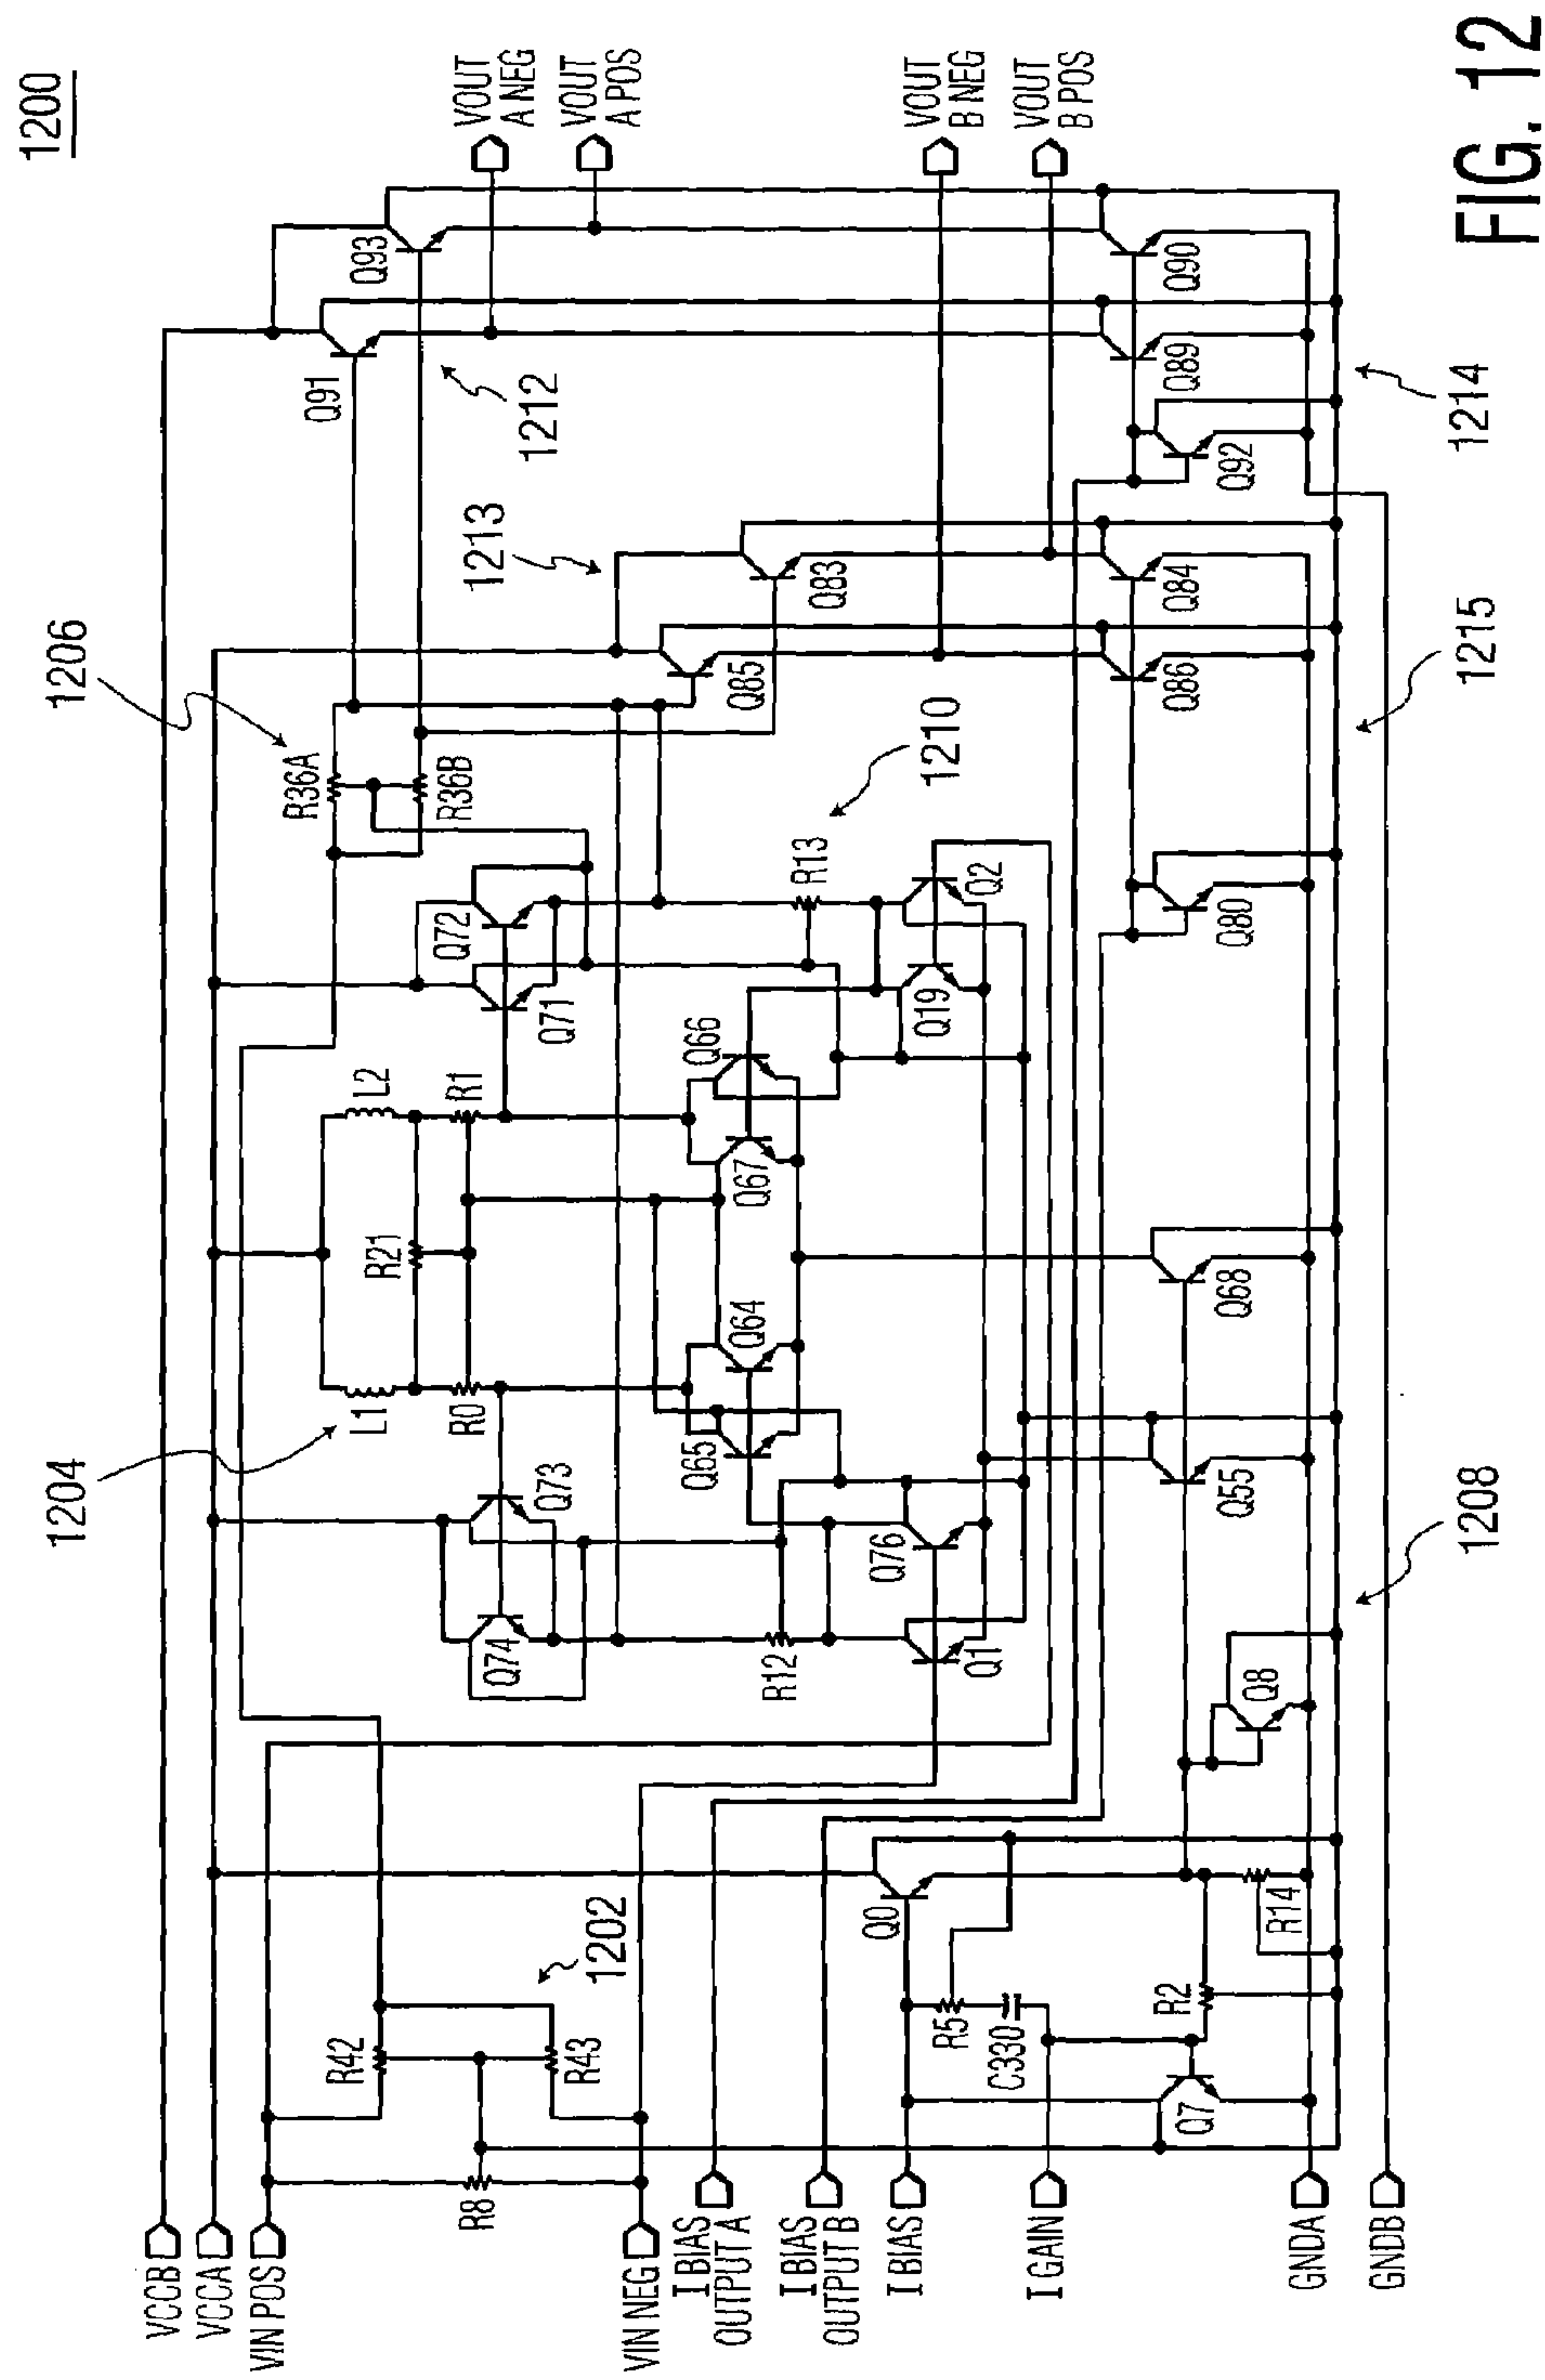 1200
VOUT
A NEG
VOUT
A POS
VOUT
B NEG
VOUT
B POS
Q93
Q91
1212
Q90
Q89
Q92
1214
1213
Q83
Q85
Q84
Q86
1215
1206
R36A
R36B
1210
R13
Q72
Q71
Q2
Q19
Q80
Q66
Q67
L2
R1
R21
Q64
Q68
L1
R0
Q65
1204
Q73
Q74
Q76
Q55
1208
R12
Q1
Q8
Q0
1202
R14
R42
R43
R5
C330
R2
Q7
R8
VCCB
VCCA
VIN POS
VIN NEG
I BIAS
OUTPUT A
I BIAS
OUTPUT B
I BIAS
I GAIN
GNDA
GNDB
FIG. 12